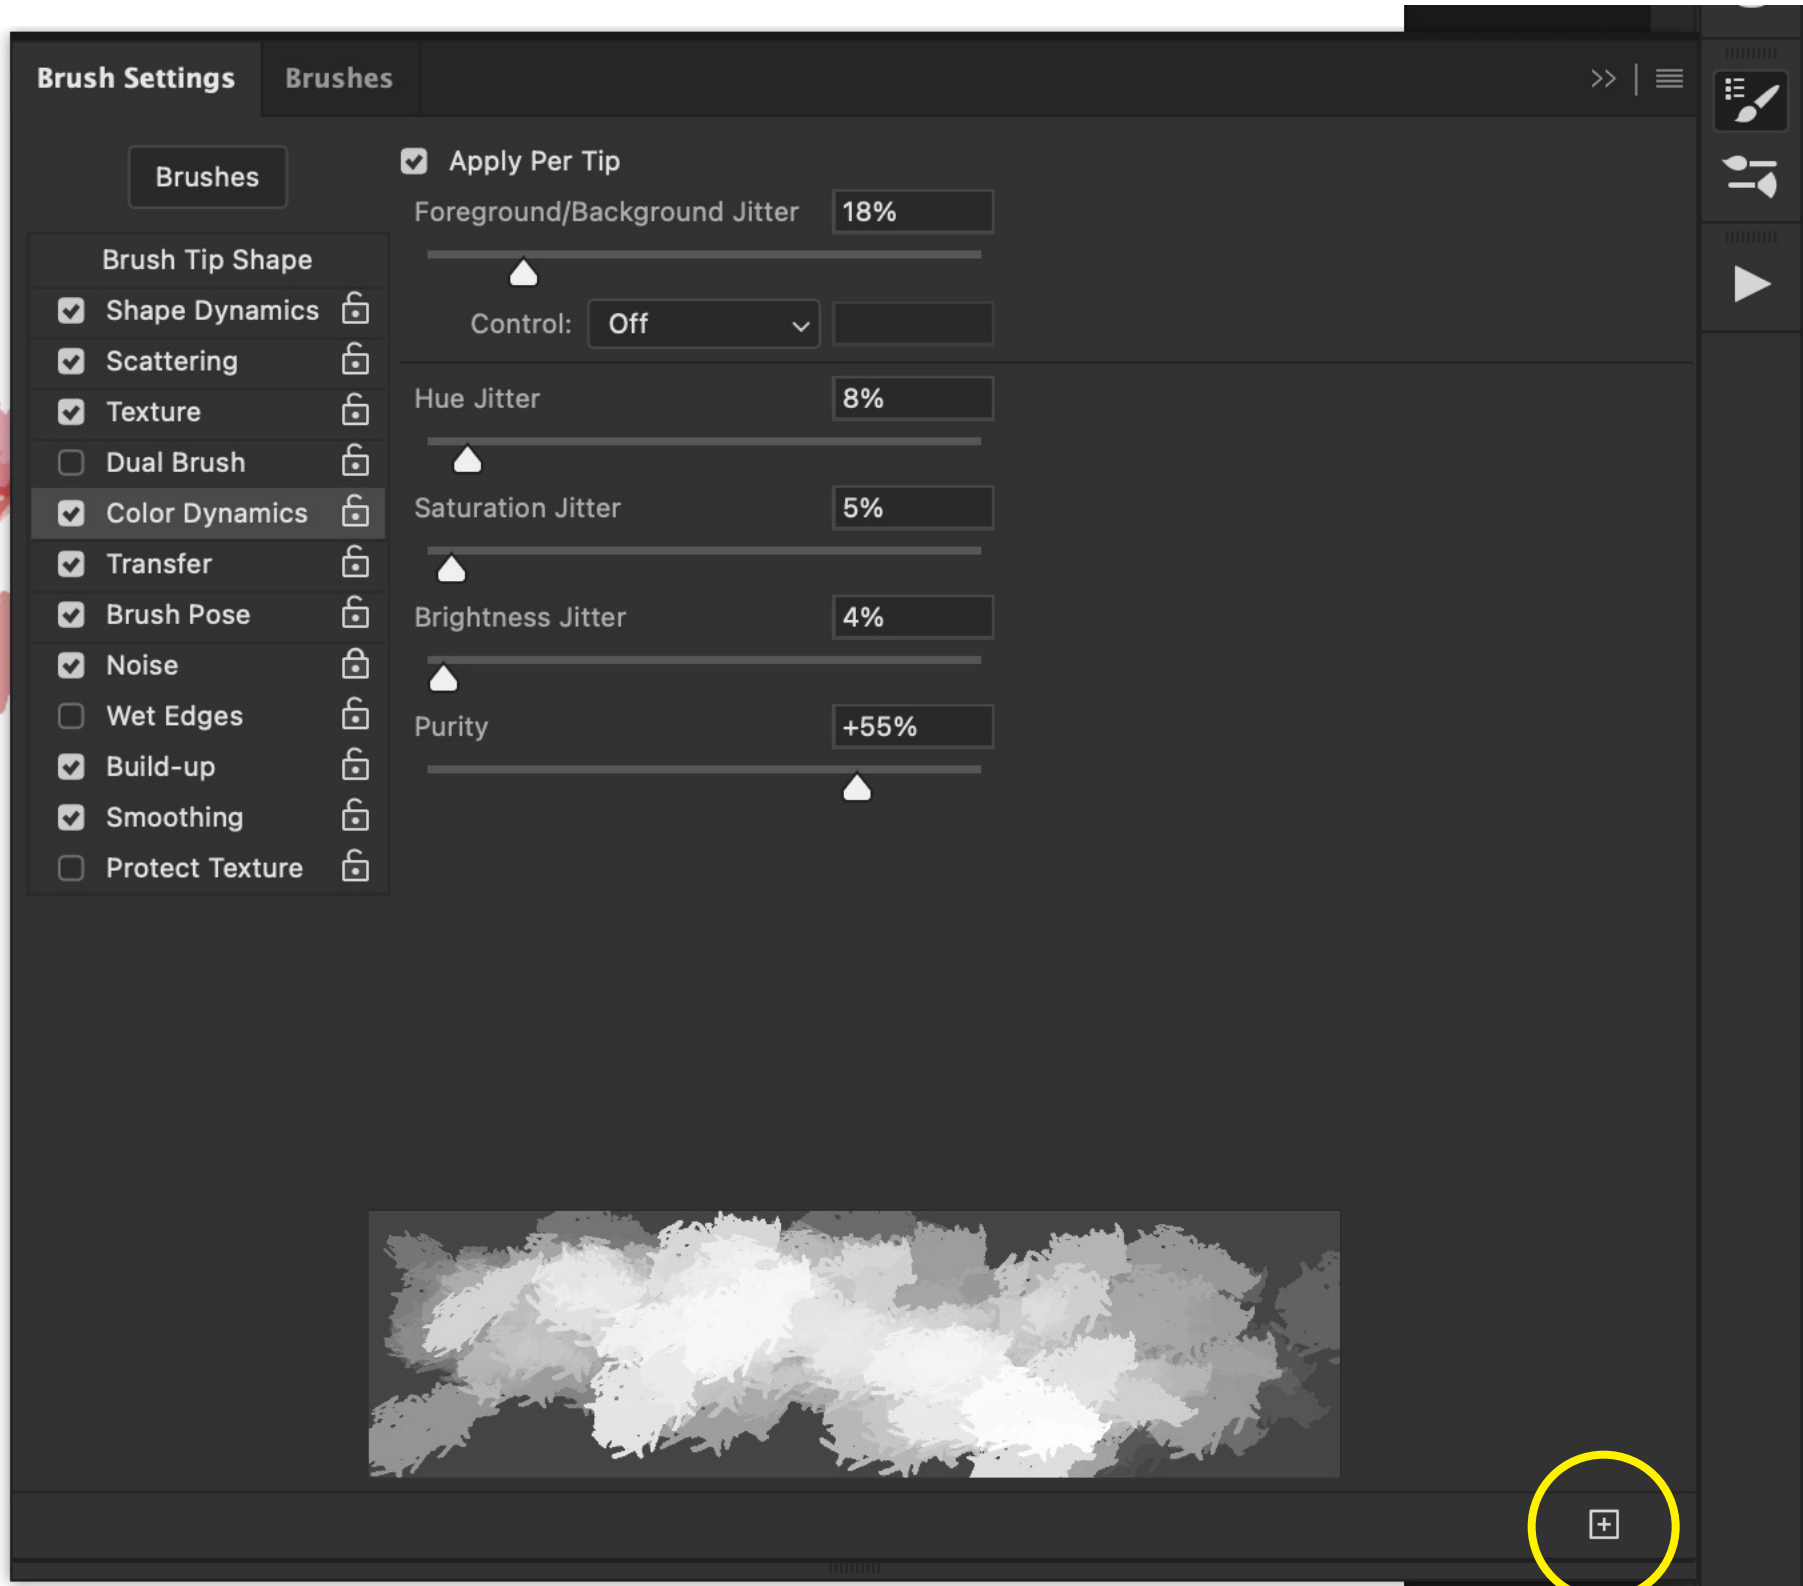 Brush Settings
Brushes
Brushes
Brush Tip Shape
Shape Dynamics
Scattering
Texture
Dual Brush
Color Dynamics
Transfer
Brush Pose
Noise
Wet Edges
Build-up
Smoothing
Protect Texture
Apply Per Tip
Foreground/Background Jitter 18%
Control: Off
Hue Jitter 8%
Saturation Jitter 5%
Brightness Jitter 4%
Purity +55%